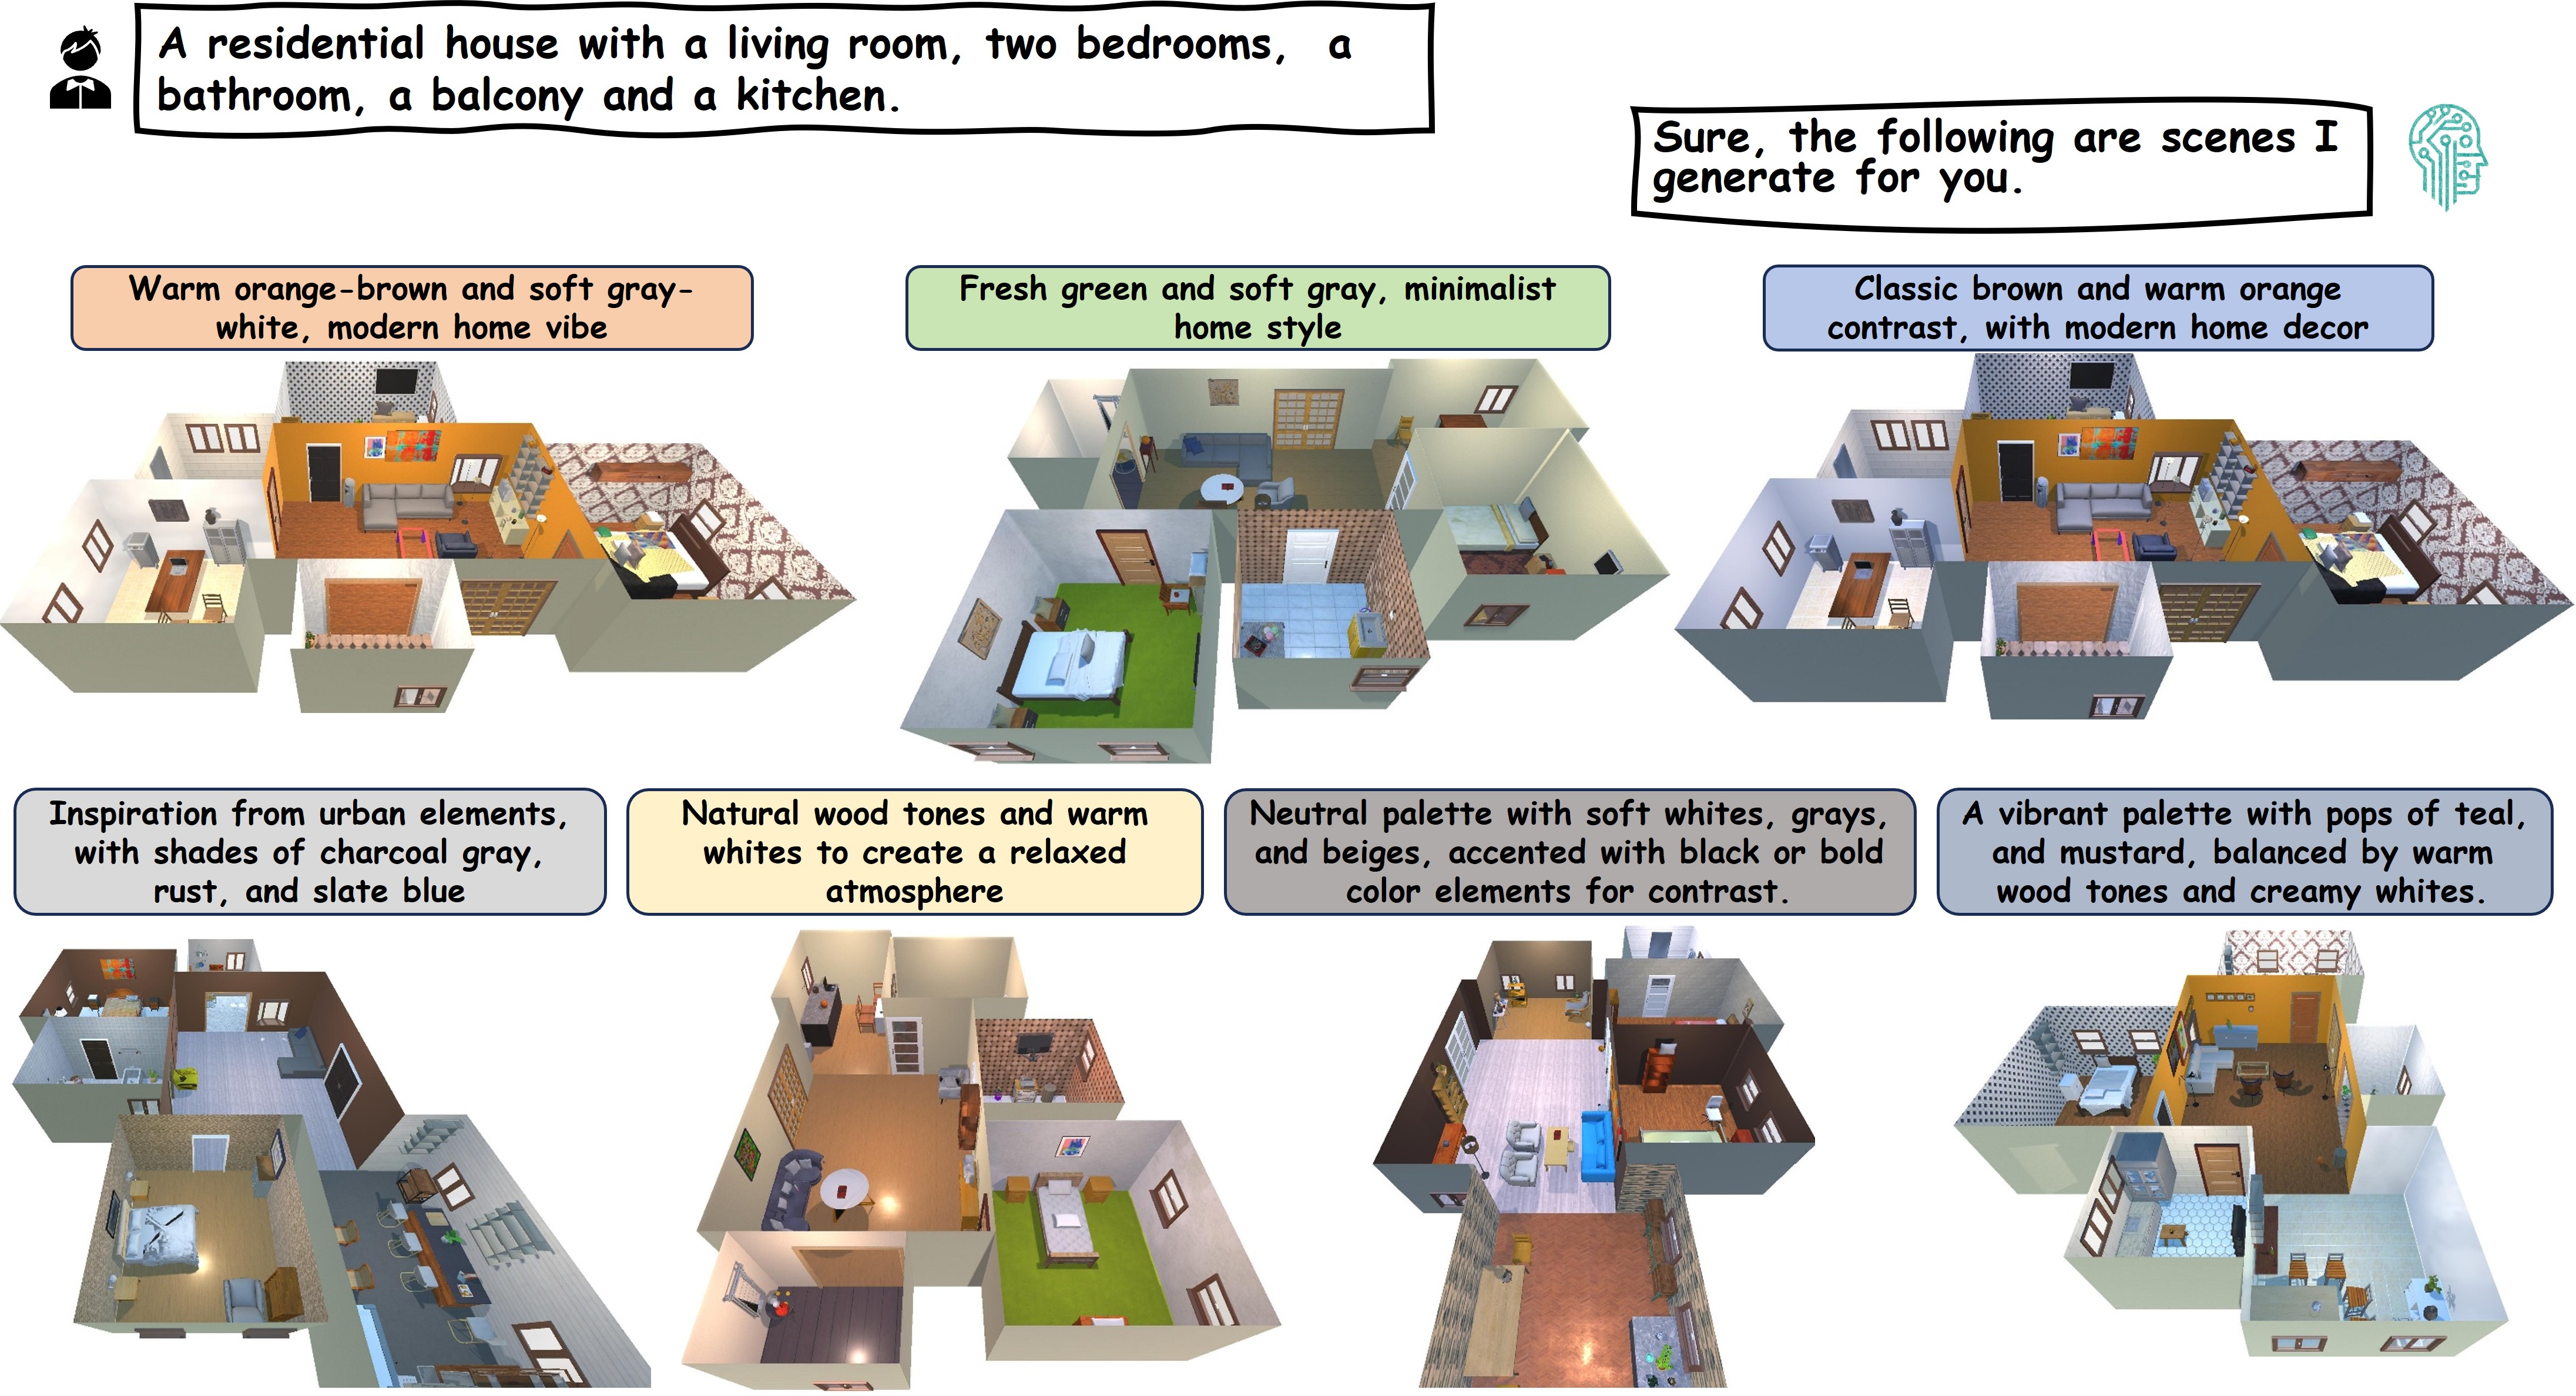 A residential house with a living room, two bedrooms, a
bathroom, a balcony and a kitchen.
Sure, the following are scenes I
generate for you.
Warm orange-brown and soft gray-
white, modern home vibe
Fresh green and soft gray, minimalist
home style
Classic brown and warm orange
contrast, with modern home decor
Inspiration from urban elements,
with shades of charcoal gray,
rust, and slate blue
Natural wood tones and warm
whites to create a relaxed
atmosphere
Neutral palette with soft whites, grays,
and beiges, accented with black or bold
color elements for contrast.
A vibrant palette with pops of teal,
and mustard, balanced by warm
wood tones and creamy whites.